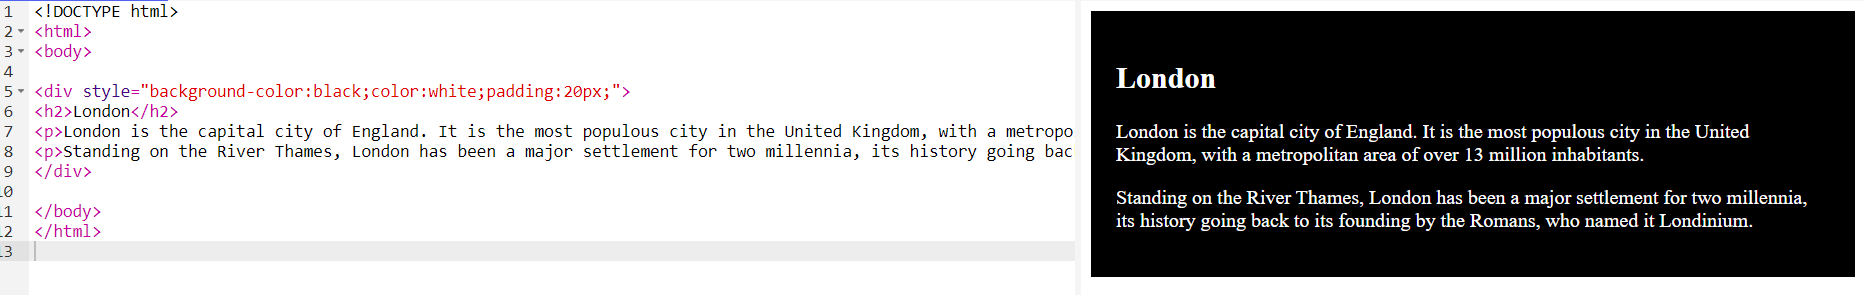 1 <!DOCTYPE html>
2 <html>
3 <body>
4
5 <div style="background-color:black;color:white;padding:20px;">
6 <h2>London</h2>
7 <p>London is the capital city of England. It is the most populous city in the United Kingdom, with a metropo
8 <p>Standing on the River Thames, London has been a major settlement for two millennia, its history going bac
9 </div>
10
11 </body>
12 </html>
13
London
London is the capital city of England. It is the most populous city in the United
Kingdom, with a metropolitan area of over 13 million inhabitants.
Standing on the River Thames, London has been a major settlement for two millennia,
its history going back to its founding by the Romans, who named it Londinium.